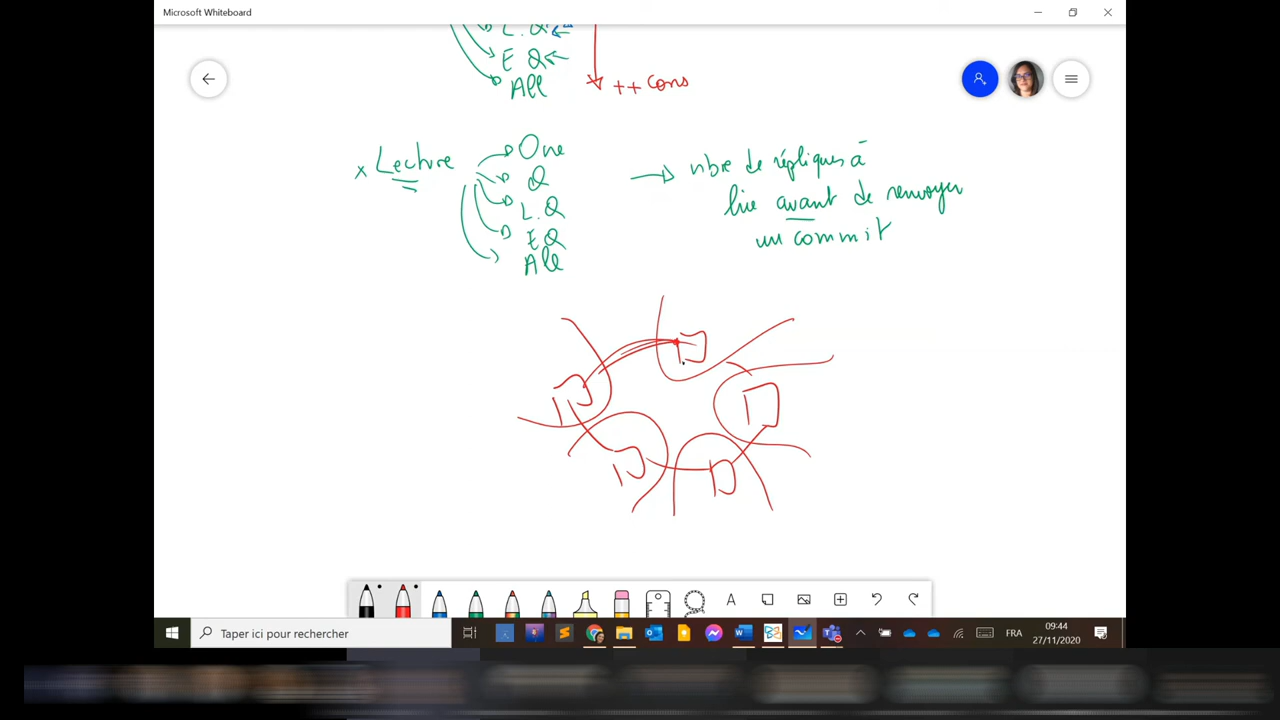 Microsoft Whiteboard
L.Q
E Q
All
++ cons
x Lecture
One
Q
L.Q
E Q
All
nbre de répliques à
lire avant de renvoyer
un commit
A
Taper ici pour rechercher
FRA
09:44
27/11/2020